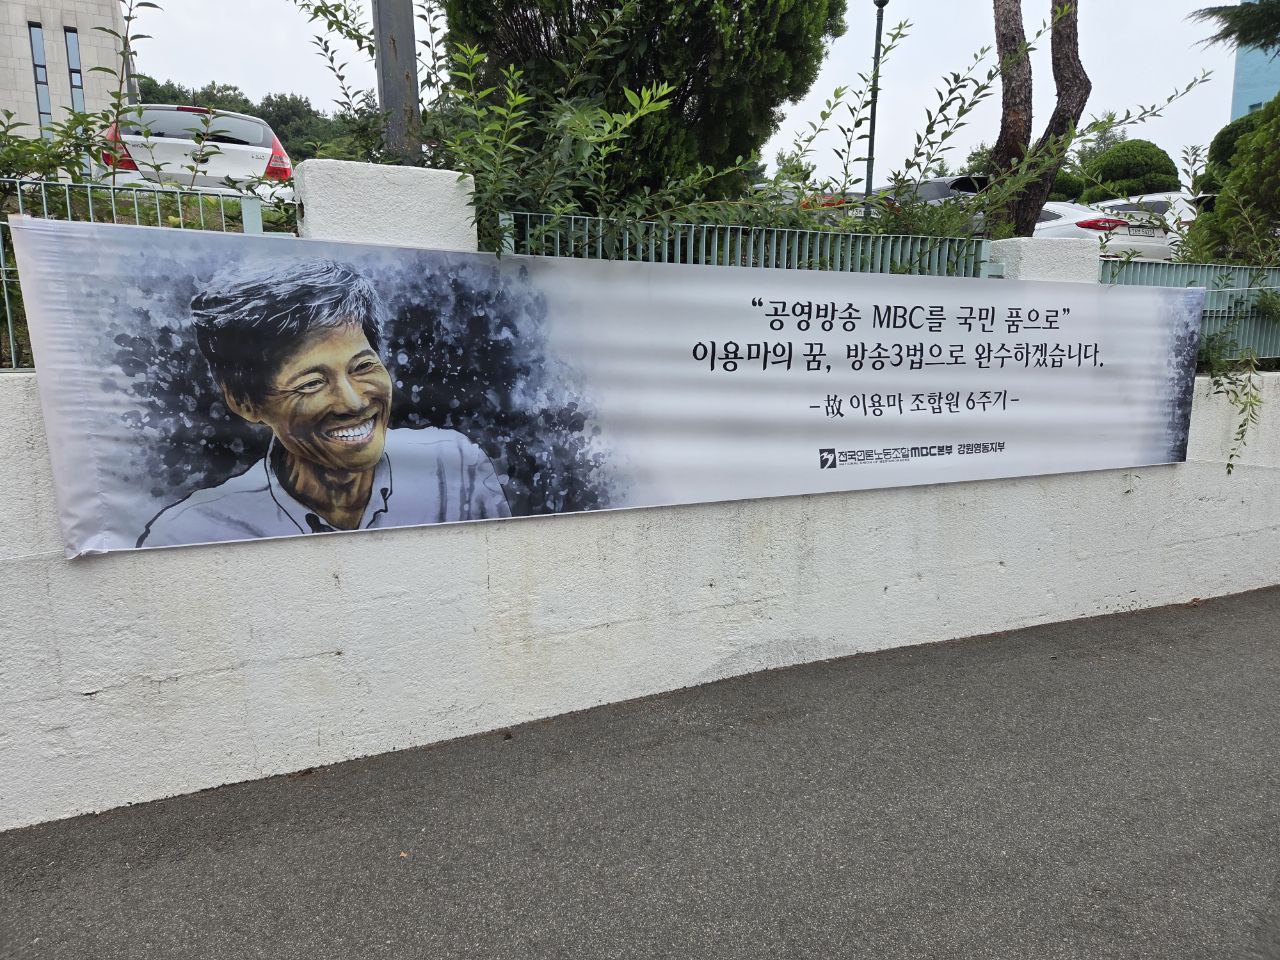 “공영방송 MBC를 국민 품으로”
이용마의 꿈, 방송3법으로 완수하겠습니다.
-故 이용마 조합원 6주기-
전국언론노동조합MBC본부 강원영동지부